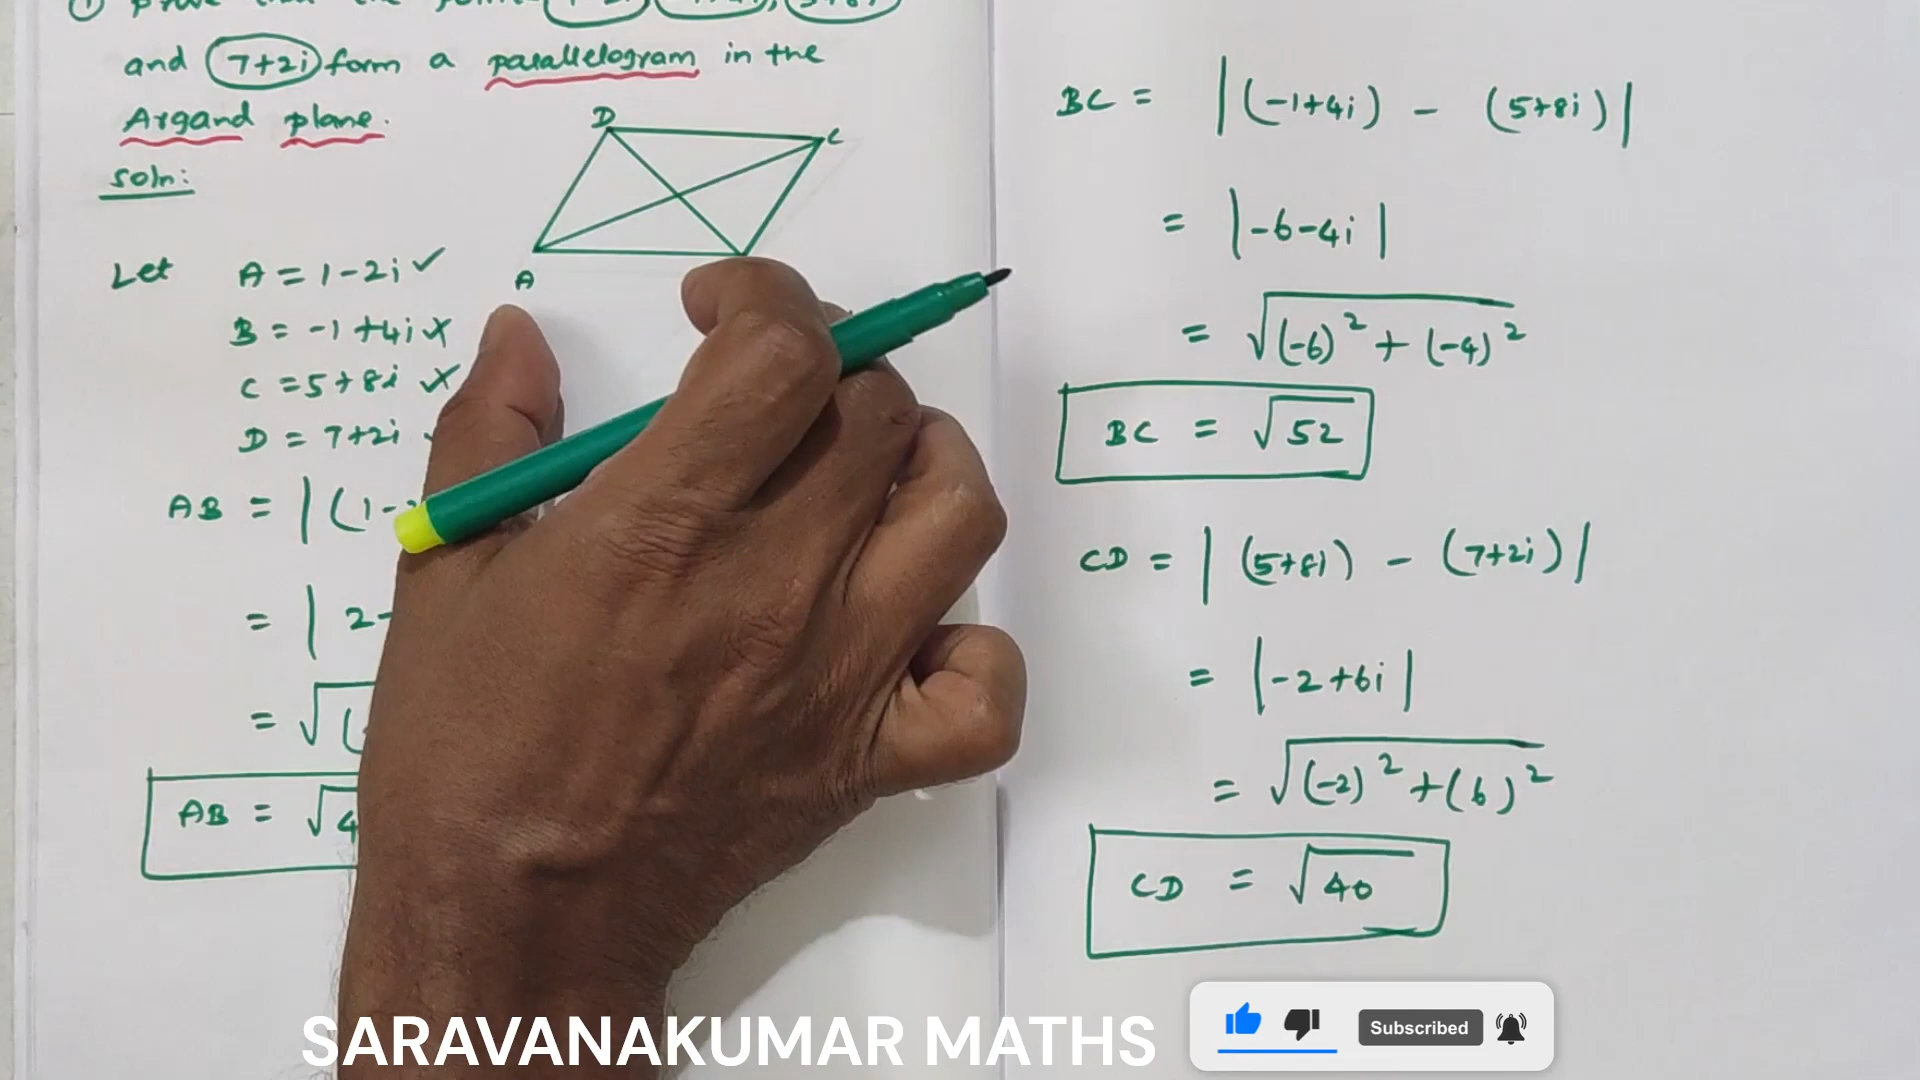 and 7+2i form a parallelogram in the
Argand plane.
Soln:
D
C
A
Let A = 1-2i ✓
B = -1+4i ✗
C = 5+8i ✗
D = 7+2i
AB = |(1-
= | 2-
= √(
AB = √4
BC = |(-1+4i) - (5+8i)|
= |-6-4i|
= √(-6)² + (-4)²
BC = √52
CD = |(5+8i) - (7+2i)|
= |-2+6i|
= √(-2)² + (6)²
CD = √40
SARAVANAKUMAR MATHS
Subscribed